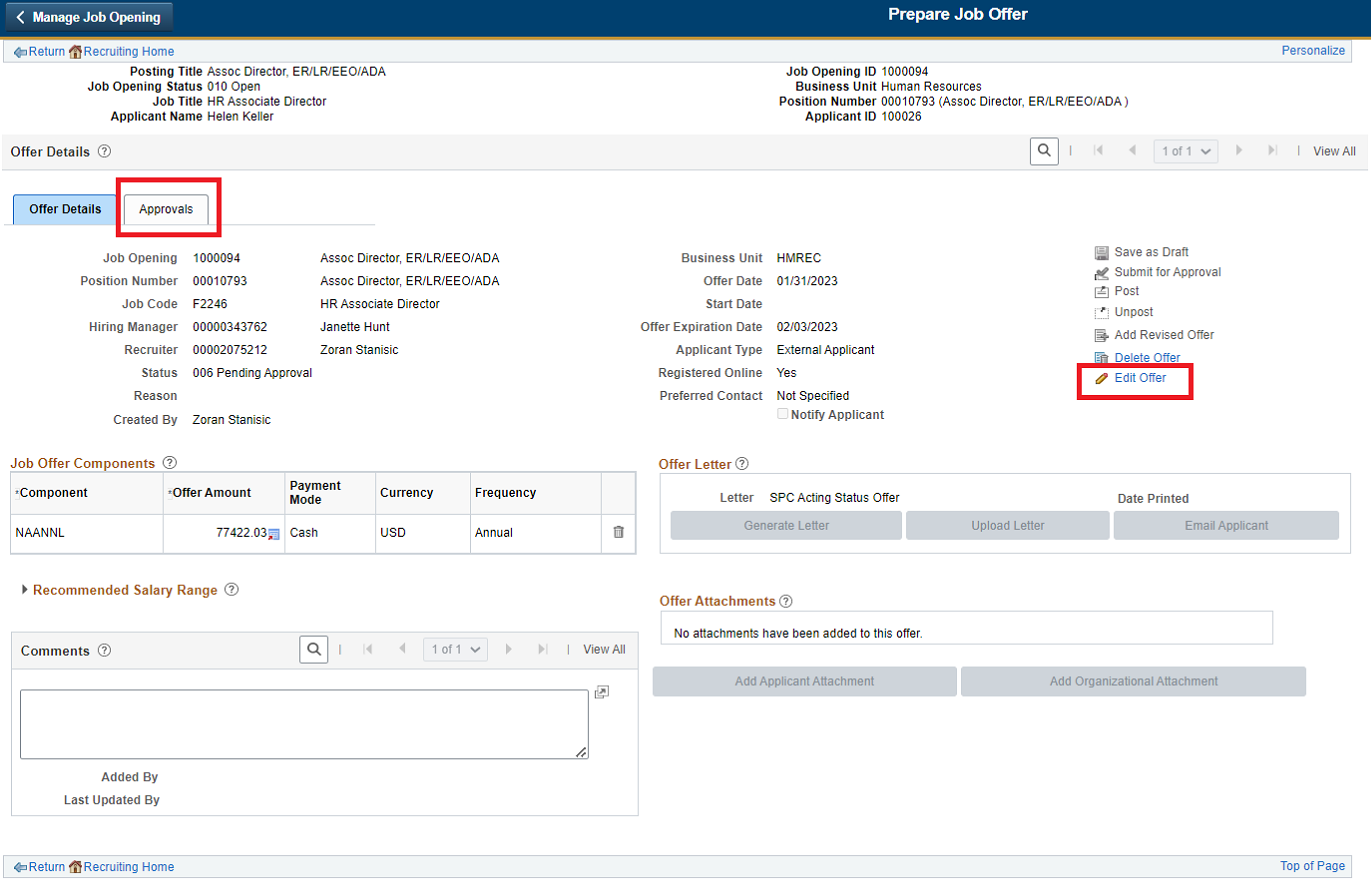 Manage Job Opening
Prepare Job Offer
Return Recruiting Home
Personalize
Posting Title Assoc Director, ER/LR/EEO/ADA
Job Opening ID 1000094
Job Opening Status 010 Open
Business Unit Human Resources
Job Title HR Associate Director
Position Number 00010793 (Assoc Director, ER/LR/EEO/ADA )
Applicant Name Helen Keller
Applicant ID 100026
Offer Details ?
| 1 of 1 | View All
Offer Details
Approvals
Job Opening 1000094 Assoc Director, ER/LR/EEO/ADA
Position Number 00010793 Assoc Director, ER/LR/EEO/ADA
Job Code F2246 HR Associate Director
Hiring Manager 00000343762 Janette Hunt
Recruiter 00002075212 Zoran Stanisic
Status 006 Pending Approval
Reason
Created By Zoran Stanisic
Business Unit HMREC
Offer Date 01/31/2023
Start Date
Offer Expiration Date 02/03/2023
Applicant Type External Applicant
Registered Online Yes
Preferred Contact Not Specified
Notify Applicant
Save as Draft
Submit for Approval
Post
Unpost
Add Revised Offer
Delete Offer
Edit Offer
Job Offer Components ?
*Component *Offer Amount Payment Mode Currency Frequency
NAANNL 77422.03 Cash USD Annual
Recommended Salary Range ?
Comments ?
| 1 of 1 | View All
Added By
Last Updated By
Offer Letter ?
Letter SPC Acting Status Offer Date Printed
Generate Letter Upload Letter Email Applicant
Offer Attachments ?
No attachments have been added to this offer.
Add Applicant Attachment Add Organizational Attachment
Return Recruiting Home
Top of Page